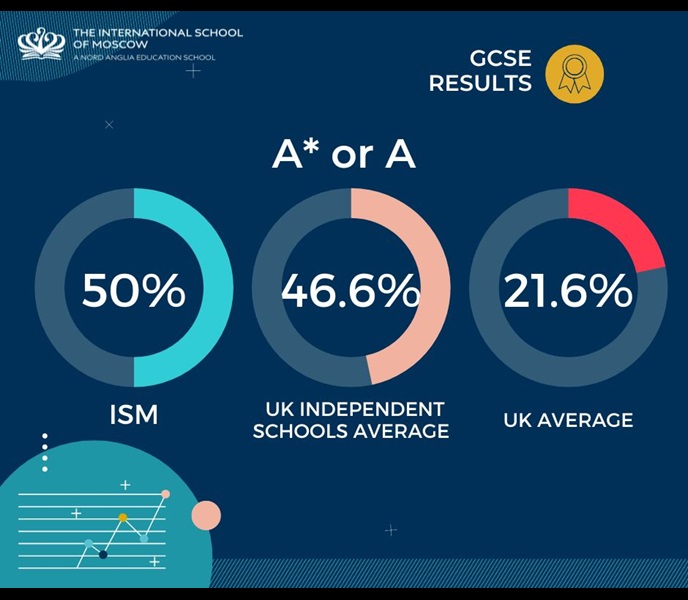 THE INTERNATIONAL SCHOOL
OF MOSCOW
A NORD ANGLIA EDUCATION SCHOOL
GCSE
RESULTS
A* or A
50%
46.6%
21.6%
ISM
UK INDEPENDENT
SCHOOLS AVERAGE
UK AVERAGE